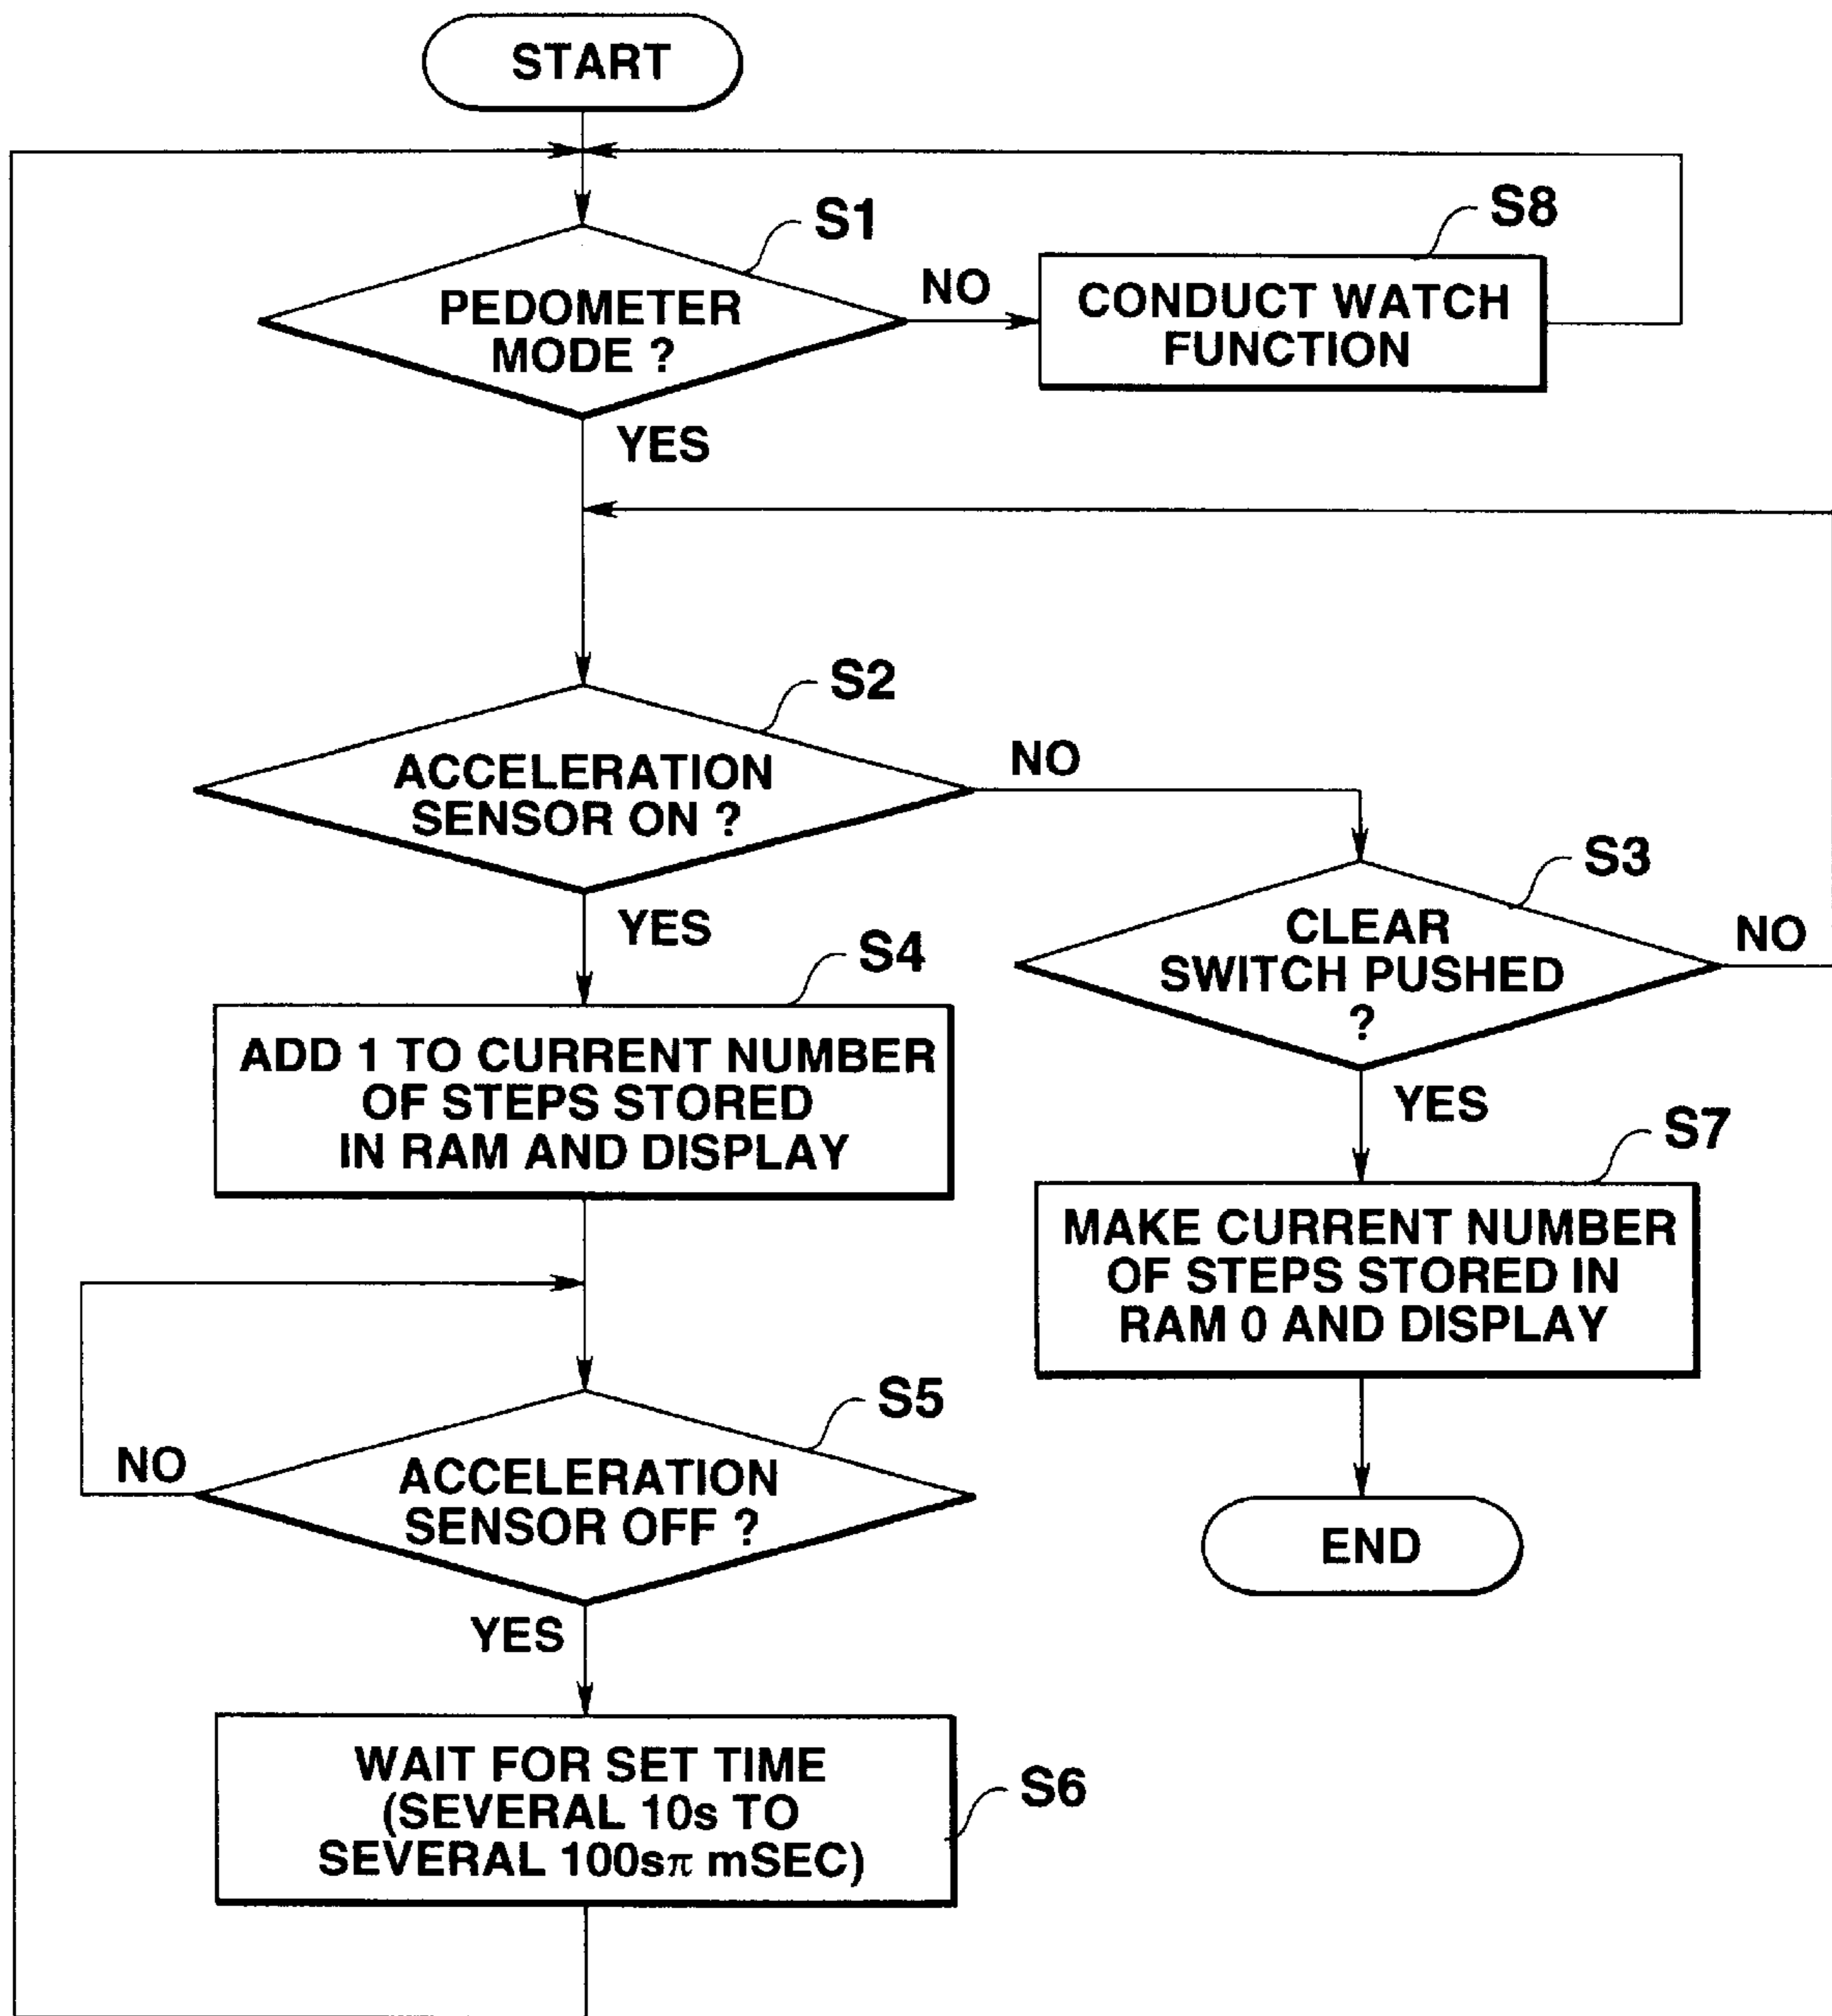 START
S1
PEDOMETER
MODE ?
NO
S8
CONDUCT WATCH
FUNCTION
YES
S2
ACCELERATION
SENSOR ON ?
NO
S3
CLEAR
SWITCH PUSHED
?
NO
YES
S4
ADD 1 TO CURRENT NUMBER
OF STEPS STORED
IN RAM AND DISPLAY
YES
S7
MAKE CURRENT NUMBER
OF STEPS STORED IN
RAM 0 AND DISPLAY
S5
ACCELERATION
SENSOR OFF ?
NO
END
YES
WAIT FOR SET TIME
(SEVERAL 10s TO
SEVERAL 100sπ mSEC)
S6